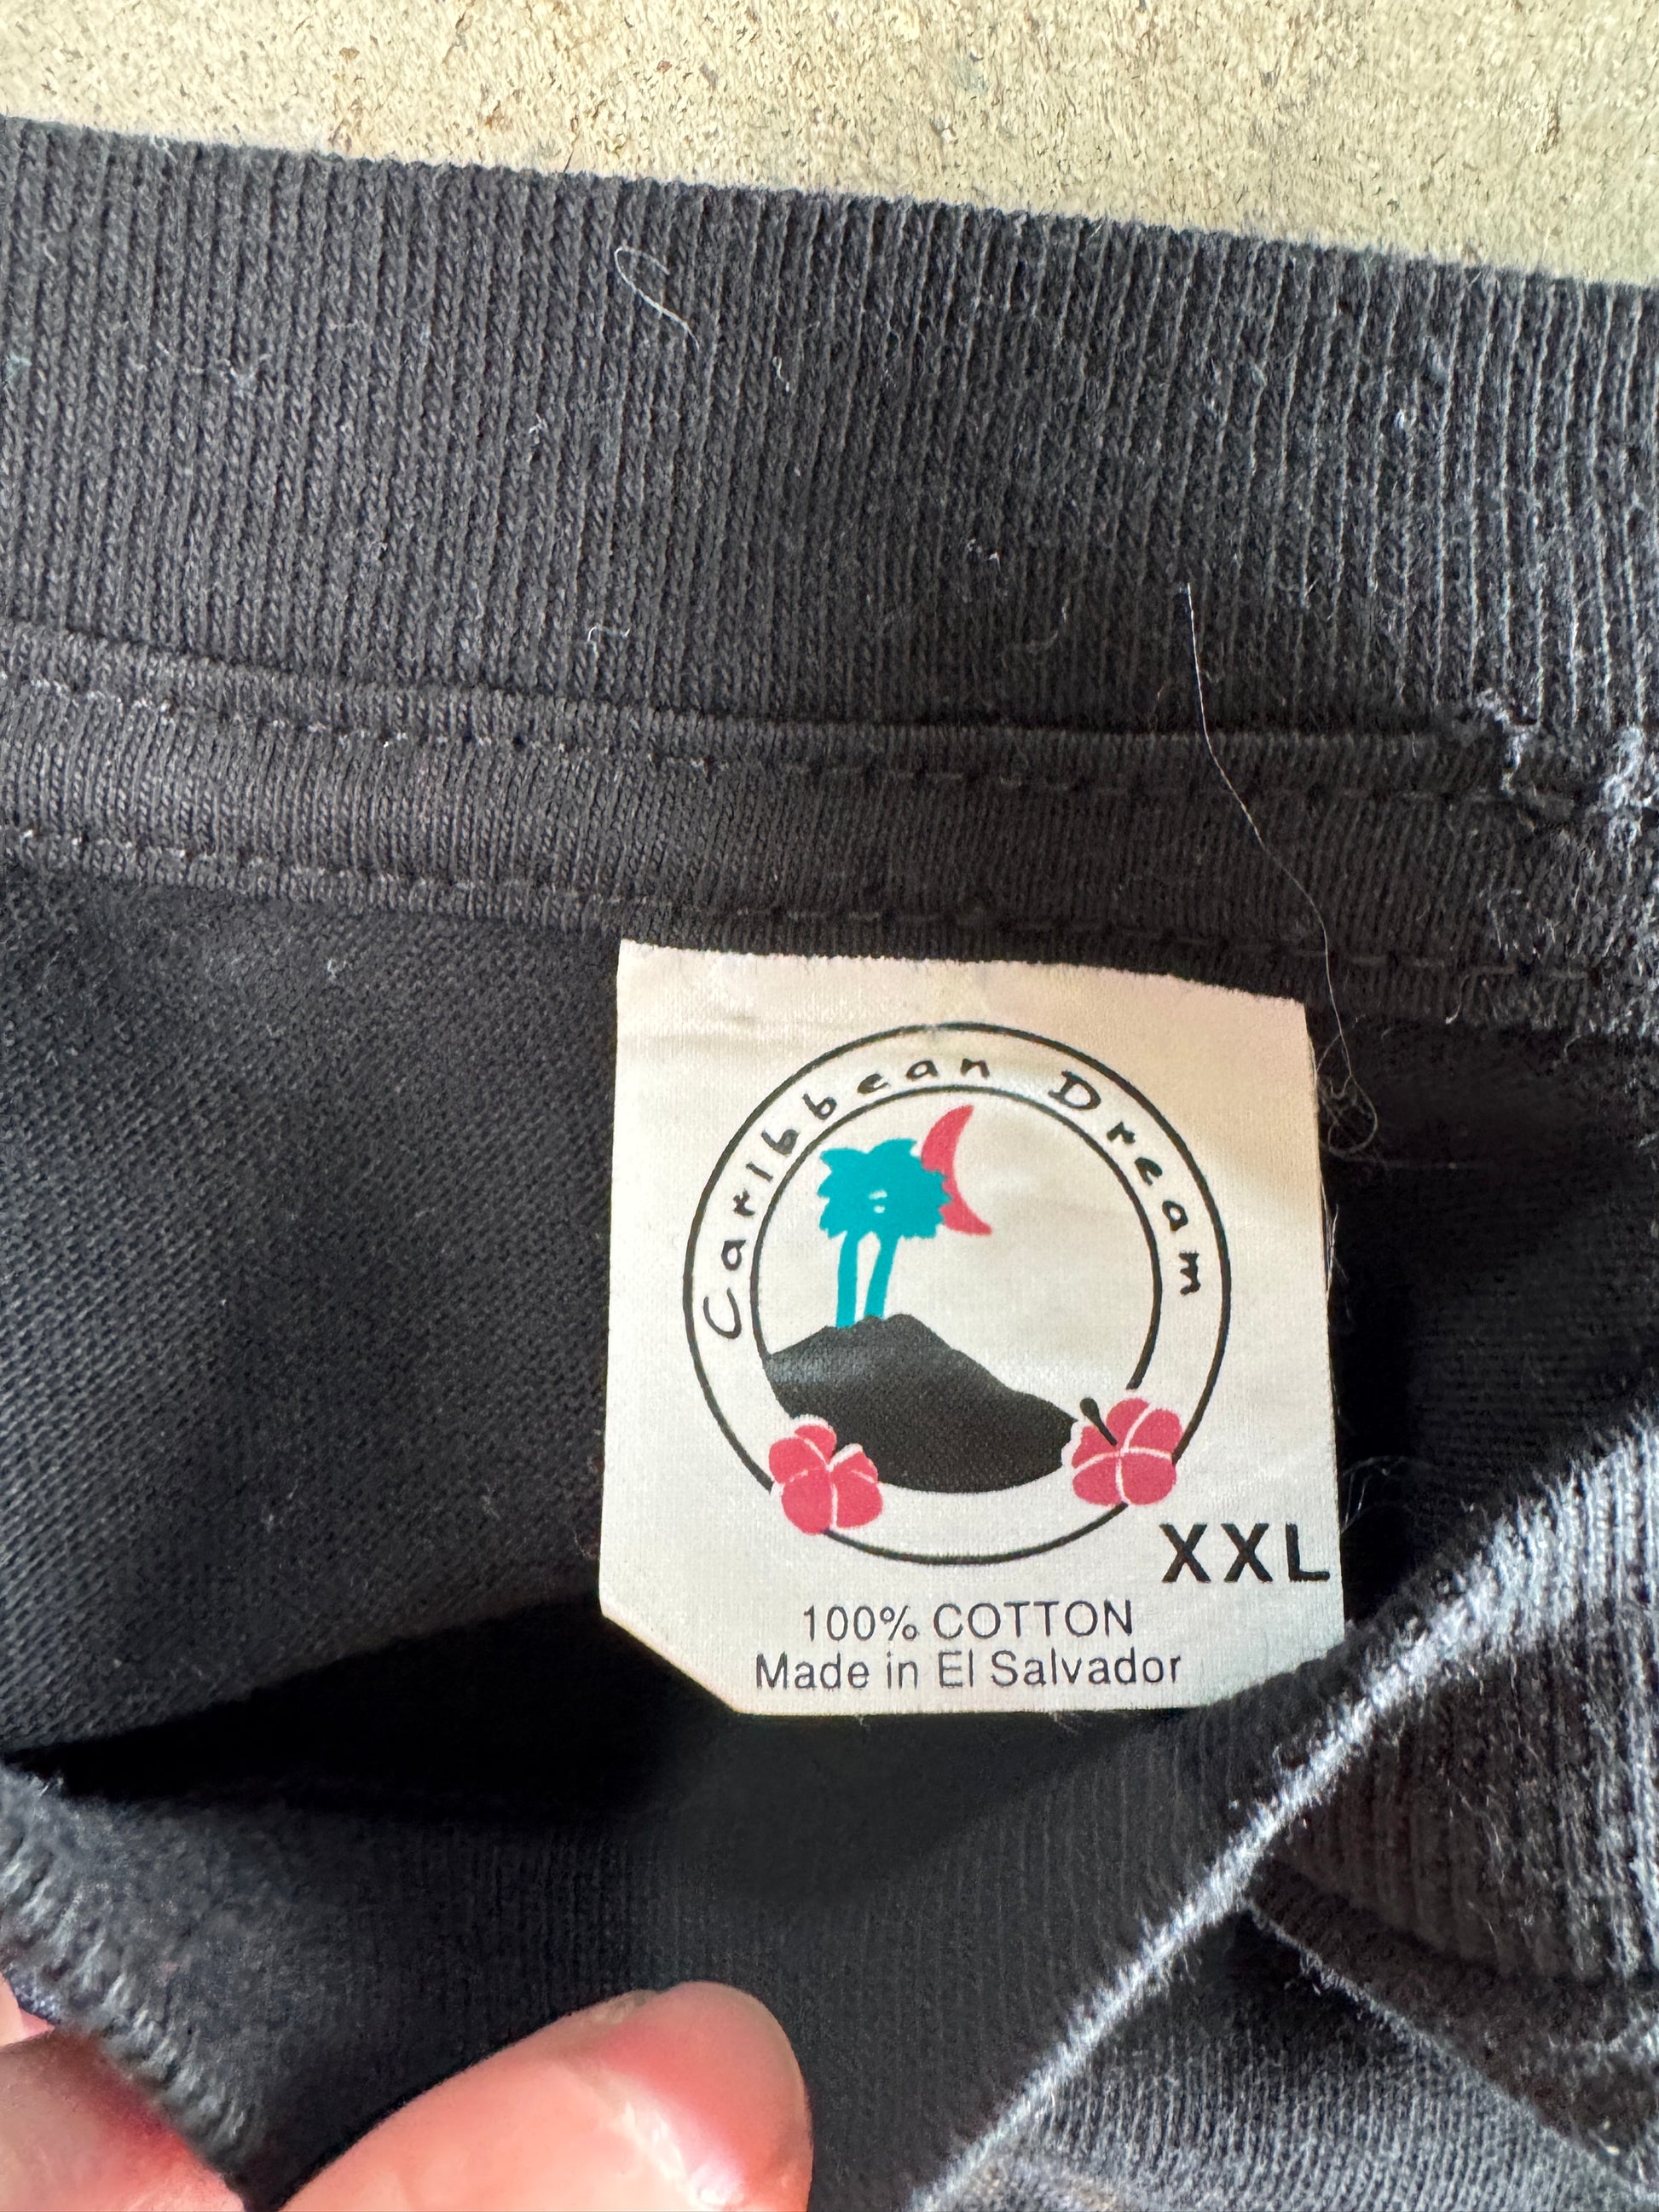 Caribbean Dream
XXL
100% COTTON
Made in El Salvador